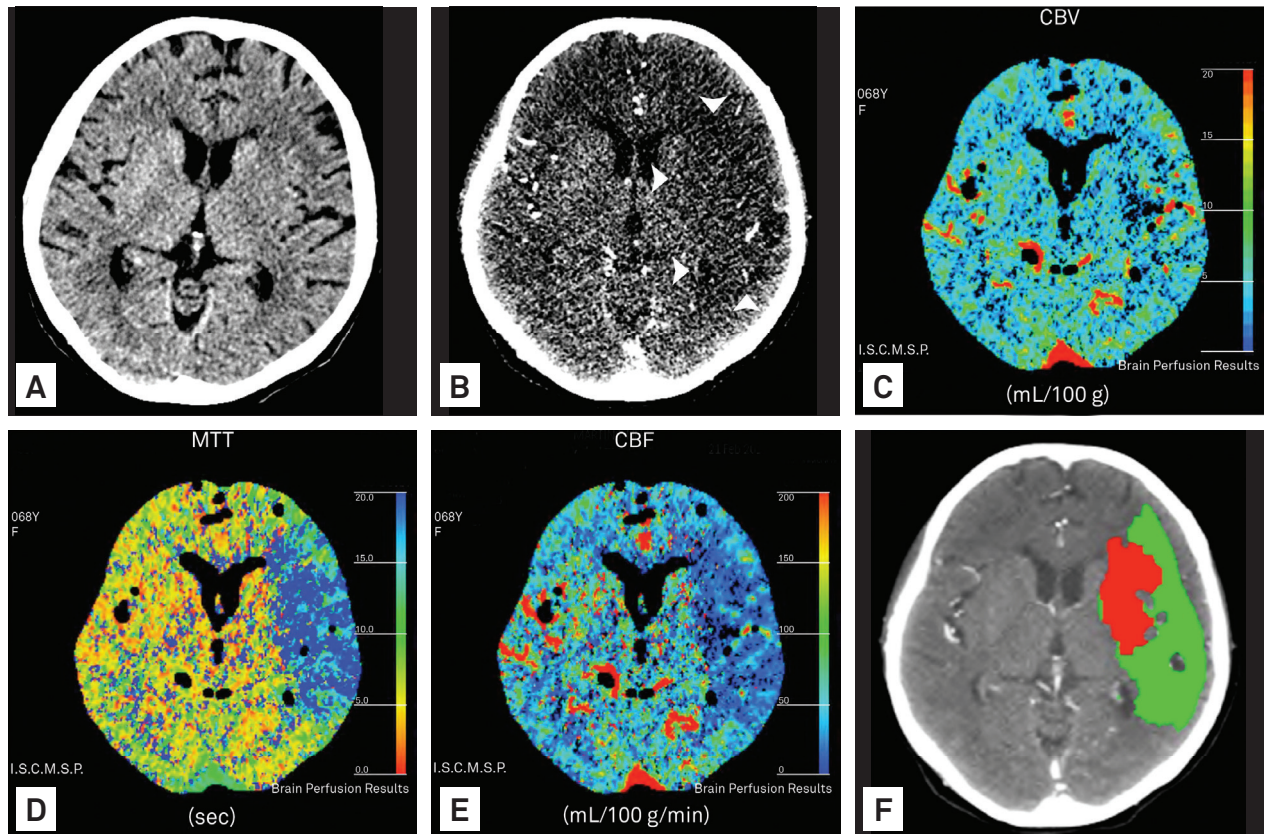 A
B
CBV
068Y
F
20
15
10
5
I.S.C.M.S.P.
Brain Perfusion Results
C
(mL/100 g)
MTT
068Y
F
20.0
15.0
10.0
5.0
0.0
I.S.C.M.S.P.
Brain Perfusion Results
D
(sec)
CBF
068Y
F
200
150
100
50
0
I.S.C.M.S.P.
Brain Perfusion Results
E
(mL/100 g/min)
F